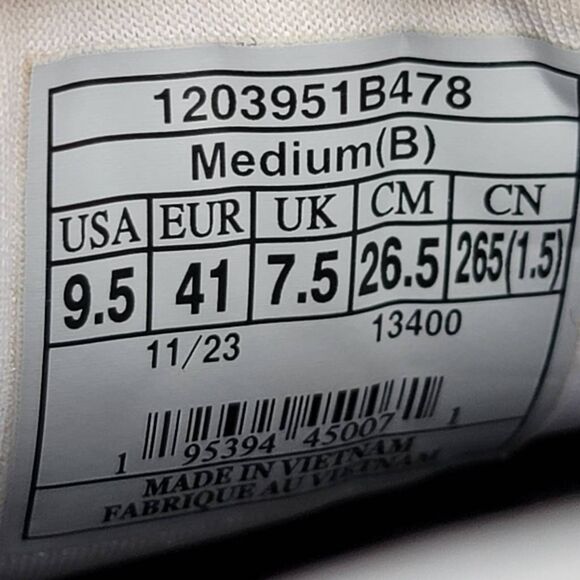 1203951B478
Medium(B)
USA EUR UK CM CN
9.5 41 7.5 26.5 265(1.5)
11/23 13400
1 95394 45007 1
MADE IN VIETNAM
FABRIQUE AU VIETNAM